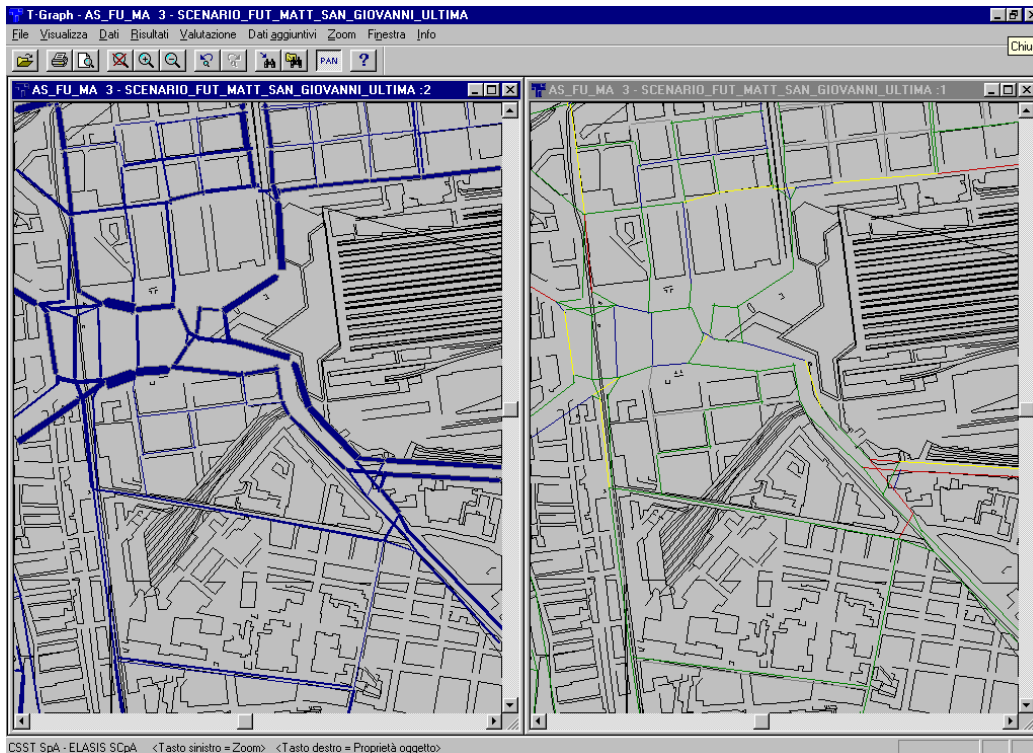 T-Graph - AS_FU_MA 3 - SCENARIO_FUT_MATT_SAN_GIOVANNI_ULTIMA
File Visualizza Dati Risultati Valutazione Dati aggiuntivi Zoom Finestra Info
Chiu
PAN ?
AS_FU_MA 3 - SCENARIO_FUT_MATT_SAN_GIOVANNI_ULTIMA :2
AS_FU_MA 3 - SCENARIO_FUT_MATT_SAN_GIOVANNI_ULTIMA :1
CSST SpA - ELASIS SCpA <Tasto sinistro = Zoom> <Tasto destro = Proprietà oggetto>